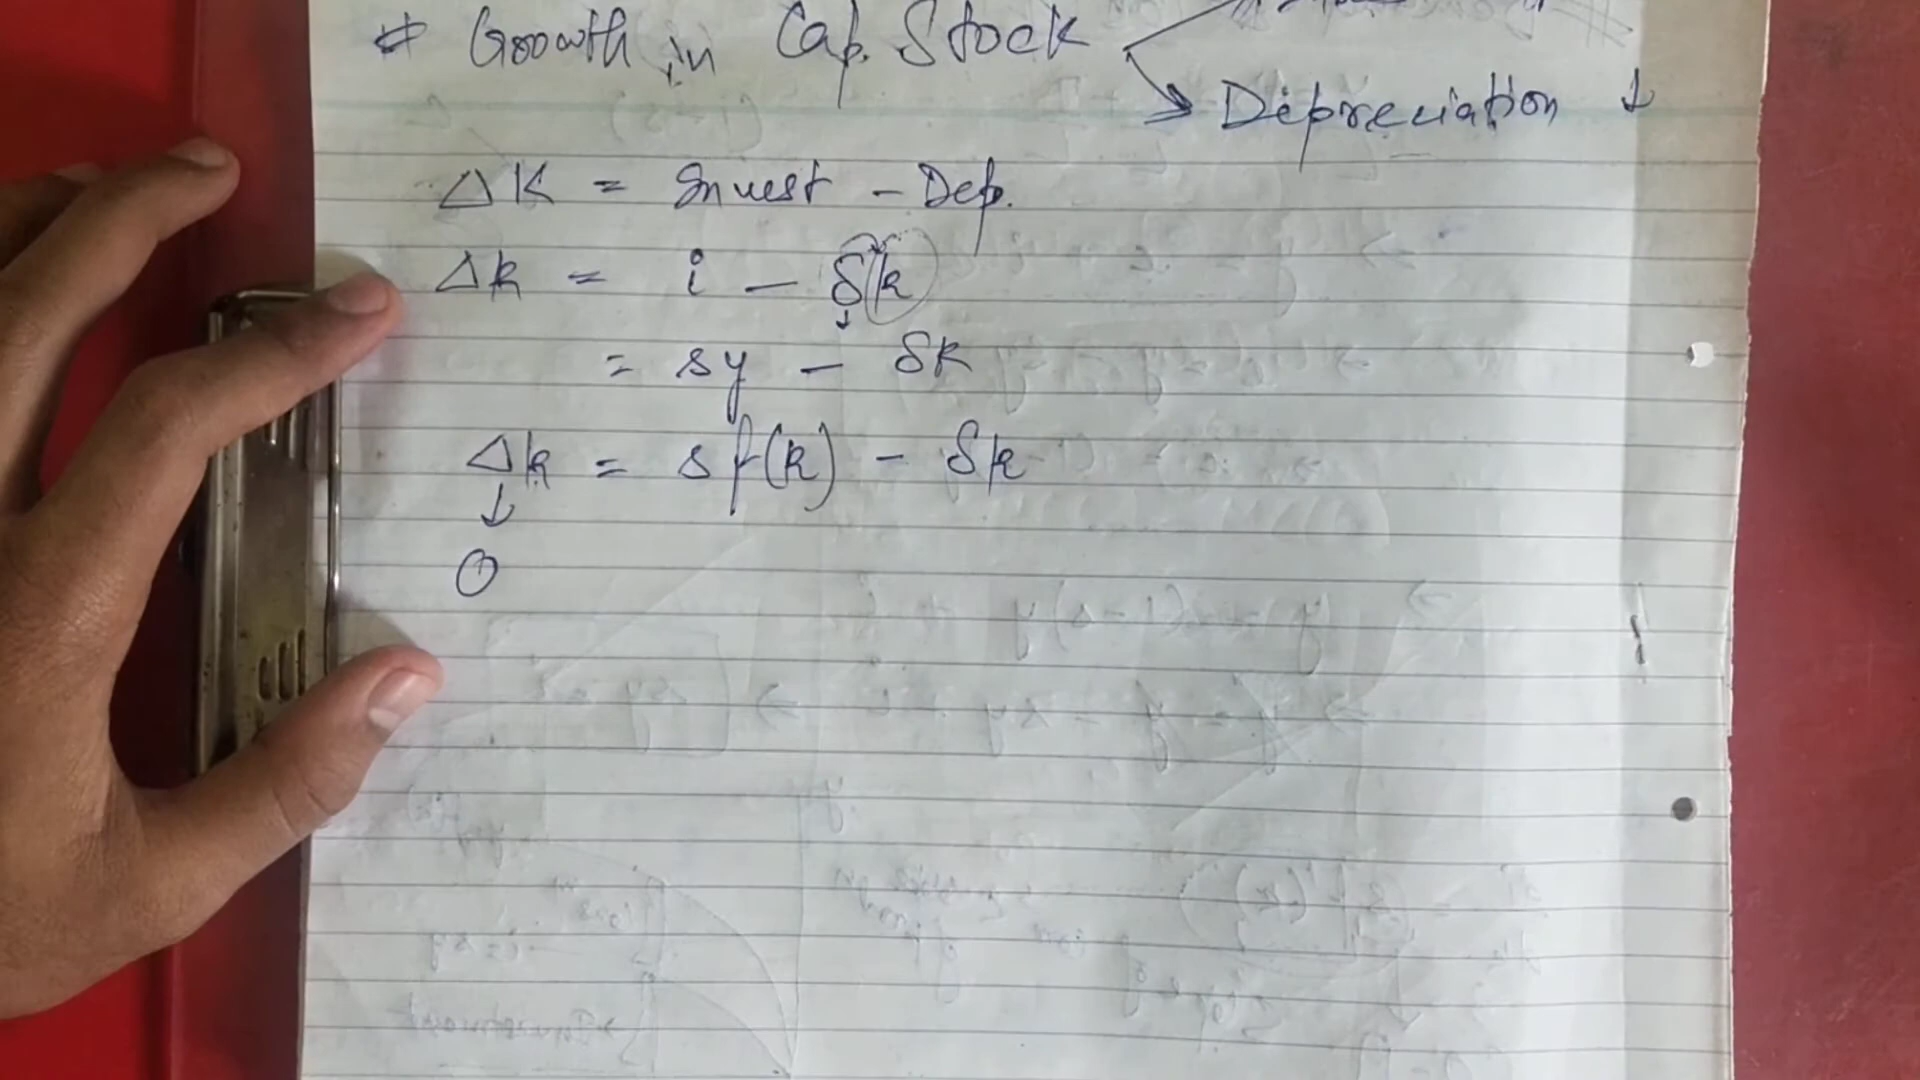 # Growth in Cap. Stock
→ Depreciation ↓
ΔK = Invest - Dep.
Δk = i - δk
↓
= sy - δk
Δk = sf(k) - δk
↓
0